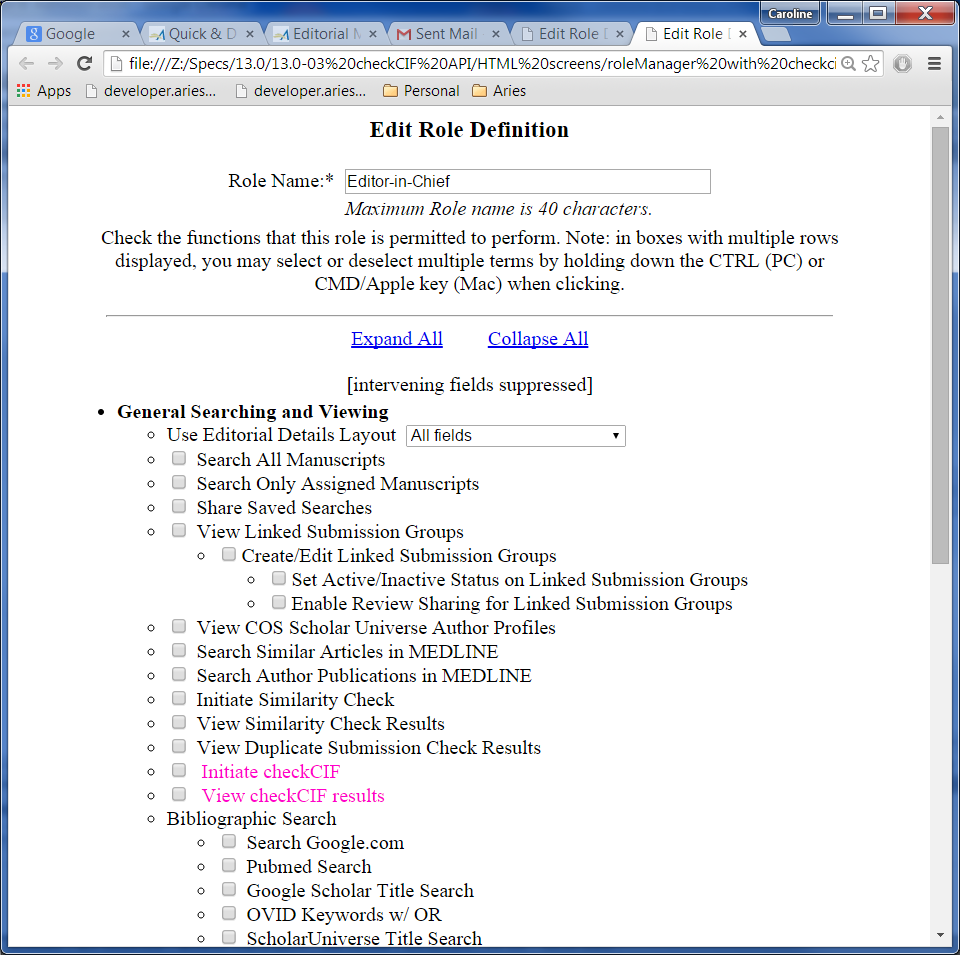 Caroline
Google
Quick & D
Editorial M
Sent Mail
Edit Role D
Edit Role D
file:///Z:/Specs/13.0/13.0-03%20checkCIF%20API/HTML%20screens/roleManager%20with%20checkci
Apps
developer.aries...
developer.aries...
Personal
Aries
Edit Role Definition
Role Name:* Editor-in-Chief
Maximum Role name is 40 characters.
Check the functions that this role is permitted to perform. Note: in boxes with multiple rows
displayed, you may select or deselect multiple terms by holding down the CTRL (PC) or
CMD/Apple key (Mac) when clicking.
Expand All Collapse All
[intervening fields suppressed]
General Searching and Viewing
Use Editorial Details Layout All fields
Search All Manuscripts
Search Only Assigned Manuscripts
Share Saved Searches
View Linked Submission Groups
Create/Edit Linked Submission Groups
Set Active/Inactive Status on Linked Submission Groups
Enable Review Sharing for Linked Submission Groups
View COS Scholar Universe Author Profiles
Search Similar Articles in MEDLINE
Search Author Publications in MEDLINE
Initiate Similarity Check
View Similarity Check Results
View Duplicate Submission Check Results
Initiate checkCIF
View checkCIF results
Bibliographic Search
Search Google.com
Pubmed Search
Google Scholar Title Search
OVID Keywords w/ OR
ScholarUniverse Title Search